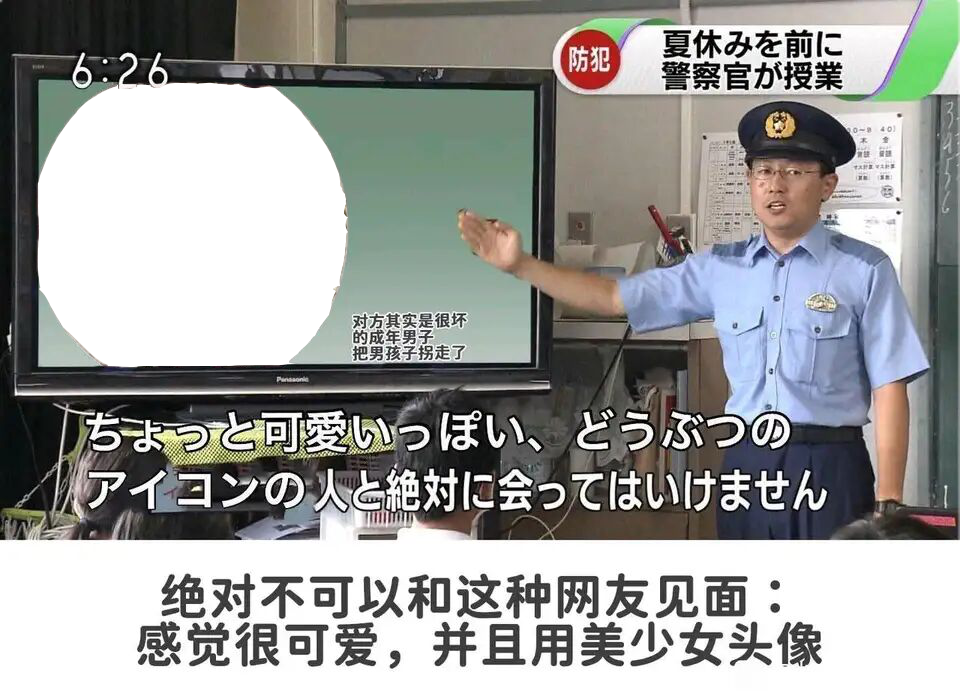 6:26
防犯
夏休みを前に
警察官が授業
木 金
对方其实是很坏
的成年男子
把男孩子拐走了
Panasonic
ちょっと可愛いっぽい、どうぶつの
アイコンの人と絶対に会ってはいけません
绝对不可以和这种网友见面：
感觉很可爱，并且用美少女头像